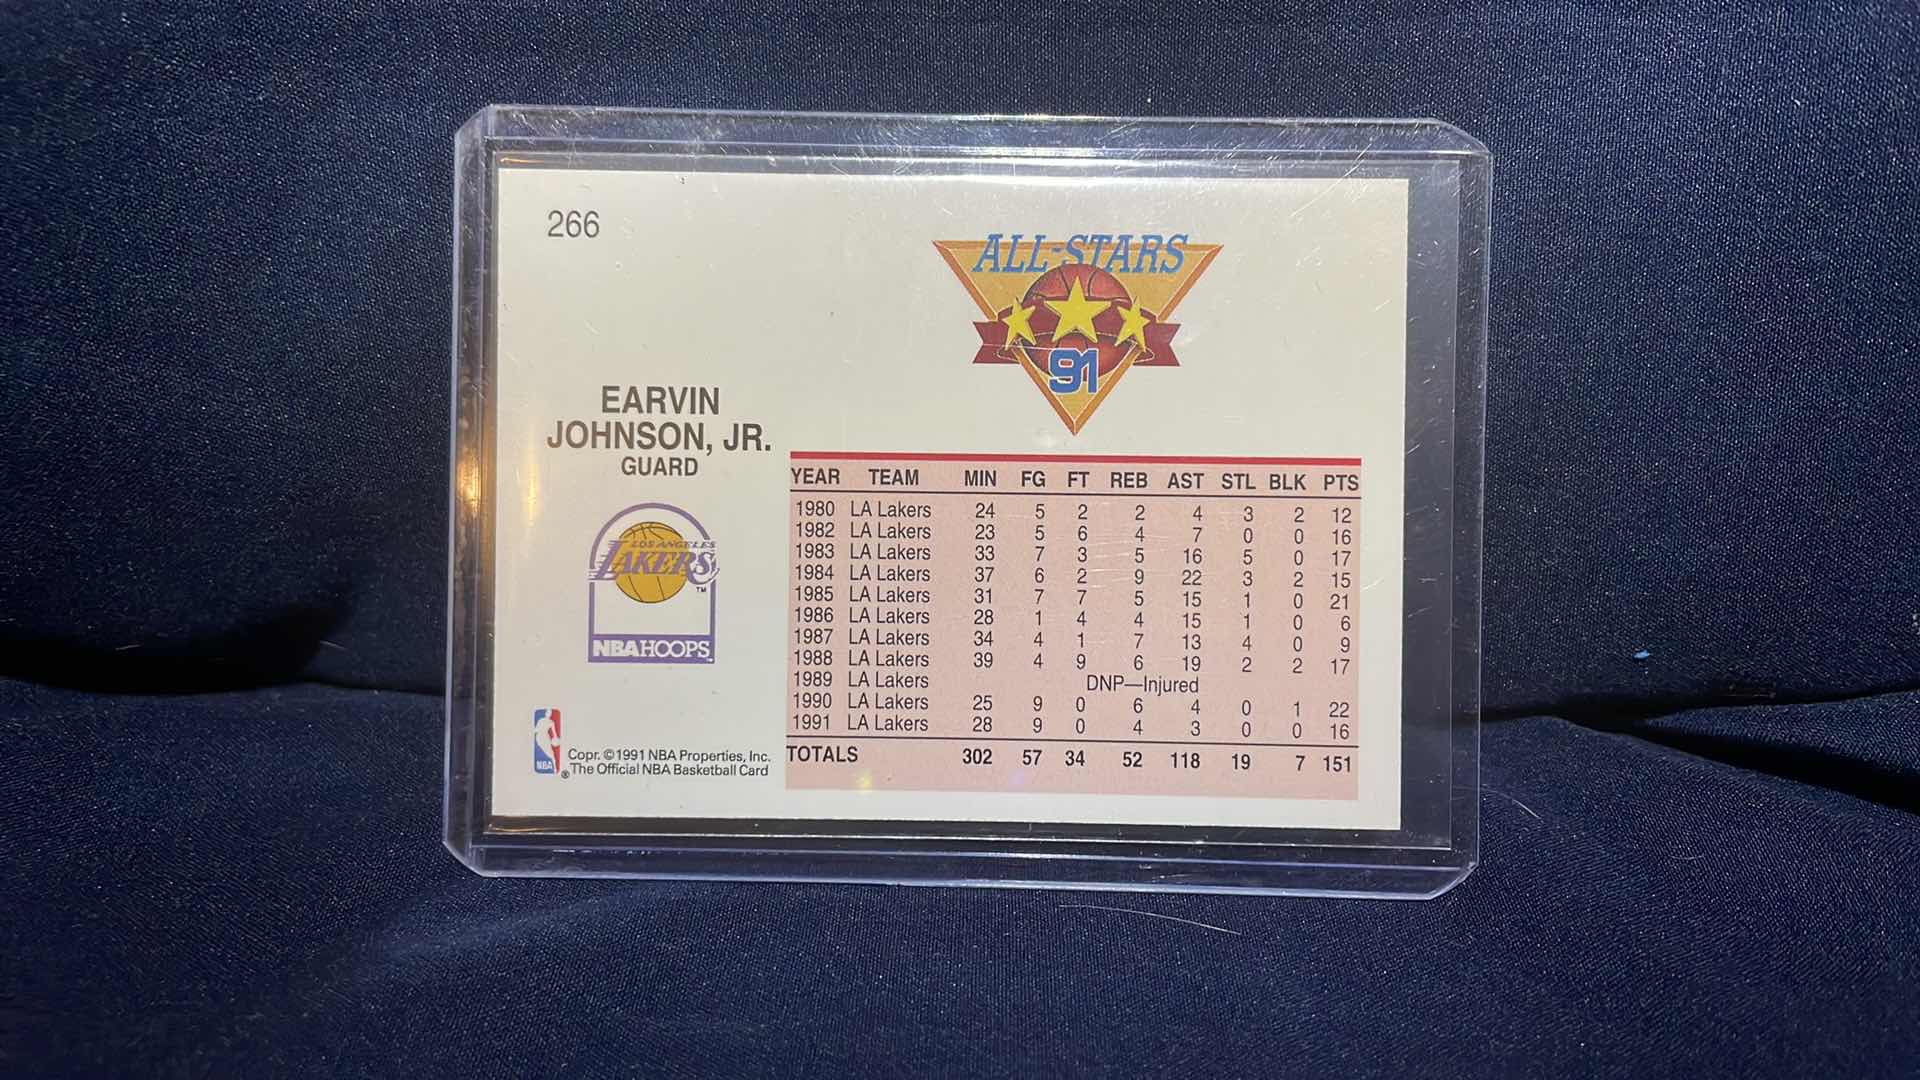 266
ALL-STARS
91
EARVIN
JOHNSON, JR.
GUARD
LOS ANGELES
LAKERS
TM
NBA HOOPS
NBA
Copr. ©1991 NBA Properties, Inc.
® The Official NBA Basketball Card
YEAR TEAM MIN FG FT REB AST STL BLK PTS
1980 LA Lakers 24 5 2 2 4 3 2 12
1982 LA Lakers 23 5 6 4 7 0 0 16
1983 LA Lakers 33 7 3 5 16 5 0 17
1984 LA Lakers 37 6 2 9 22 3 2 15
1985 LA Lakers 31 7 7 5 15 1 0 21
1986 LA Lakers 28 1 4 4 15 1 0 6
1987 LA Lakers 34 4 1 7 13 4 0 9
1988 LA Lakers 39 4 9 6 19 2 2 17
1989 LA Lakers DNP—Injured
1990 LA Lakers 25 9 0 6 4 0 1 22
1991 LA Lakers 28 9 0 4 3 0 0 16
TOTALS 302 57 34 52 118 19 7 151